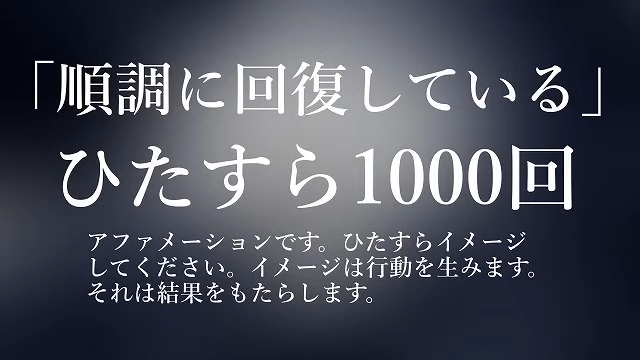 「順調に回復している」
ひたすら1000回
アファメーションです。ひたすらイメージ
してください。イメージは行動を生みます。
それは結果をもたらします。